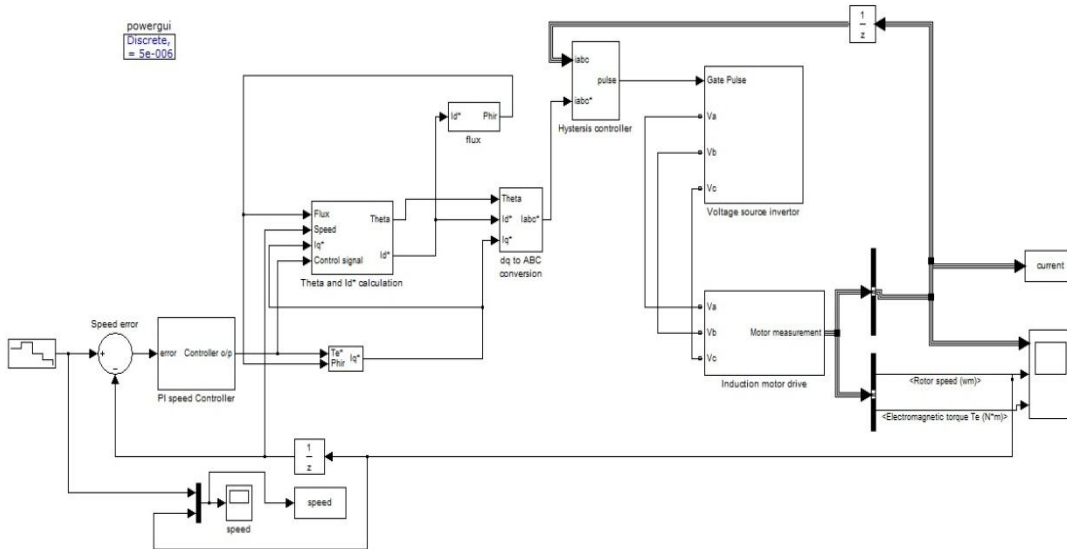 powergui
Discrete,
= 5e-006
1
z
iabc
pulse
iabc*
Hystersis controller
Gate Pulse
Va
Vb
Vc
Voltage source invertor
Id*
Phir
flux
Flux
Speed
Iq*
Control signal
Theta
Id*
Theta and Id* calculation
Theta
Id*
Iq*
Iabc*
dq to ABC
conversion
current
Va
Vb
Vc
Motor measurement
Induction motor drive
Speed error
+
−
error
Controller o/p
PI speed Controller
Te*
Phir
Iq*
<Rotor speed (wm)>
<Electromagnetic torque Te (N*m)>
1
z
speed
speed